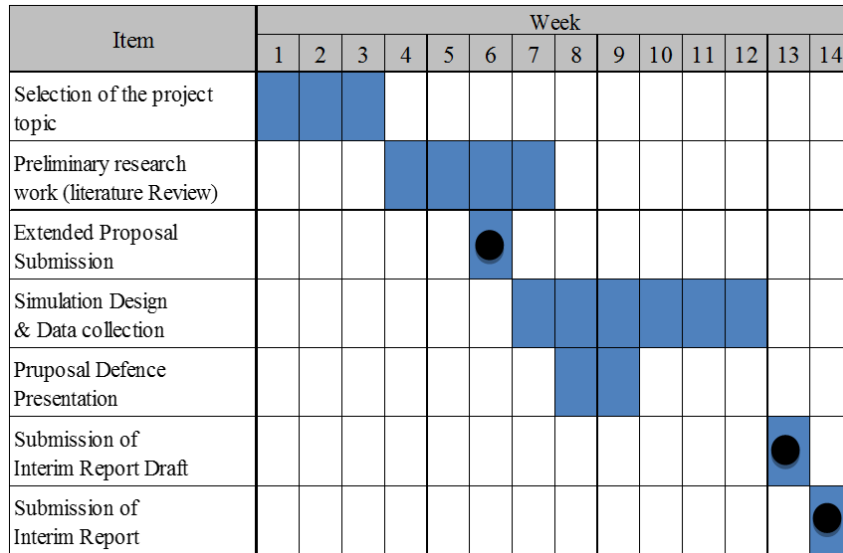 Item
Week
1 2 3 4 5 6 7 8 9 10 11 12 13 14
Selection of the project
topic
Preliminary research
work (literature Review)
Extended Proposal
Submission
Simulation Design
& Data collection
Pruposal Defence
Presentation
Submission of
Interim Report Draft
Submission of
Interim Report